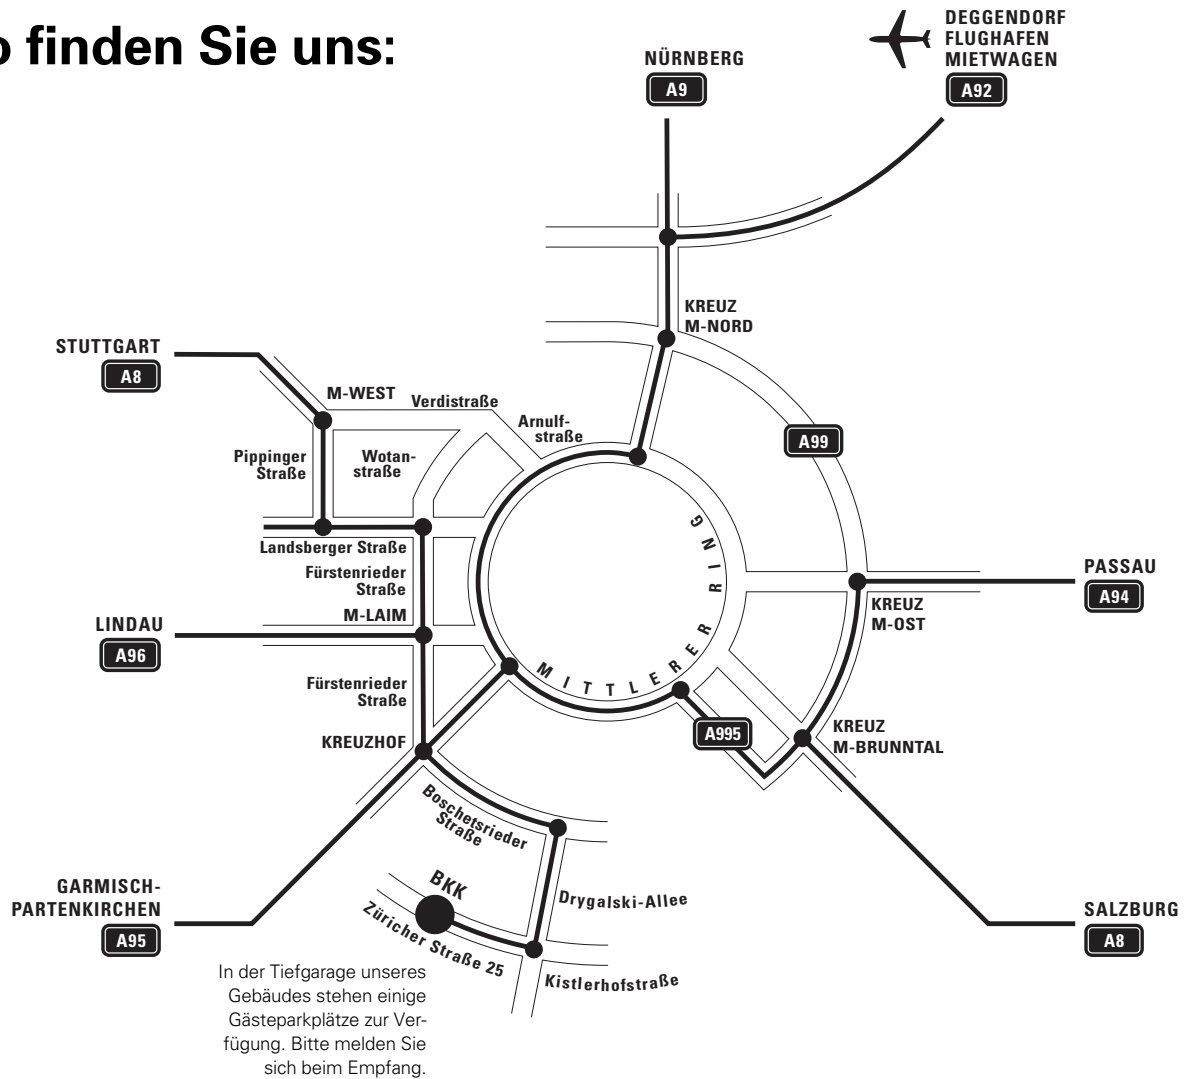 o finden Sie uns:
DEGGENDORF
FLUGHAFEN
MIETWAGEN
A92
NÜRNBERG
A9
KREUZ
M-NORD
STUTTGART
A8
M-WEST
Verdistraße
Arnulf-
straße
A99
Pippinger
Straße
Wotan-
straße
Landsberger Straße
Fürstenrieder
Straße
M-LAIM
LINDAU
A96
MITTLERER RING
PASSAU
A94
KREUZ
M-OST
Fürstenrieder
Straße
KREUZHOF
A995
KREUZ
M-BRUNNTAL
Boschetsrieder
Straße
BKK
Drygalski-Allee
Züricher Straße 25
Kistlerhofstraße
GARMISCH-
PARTENKIRCHEN
A95
SALZBURG
A8
In der Tiefgarage unseres
Gebäudes stehen einige
Gästeparkplätze zur Ver-
fügung. Bitte melden Sie
sich beim Empfang.